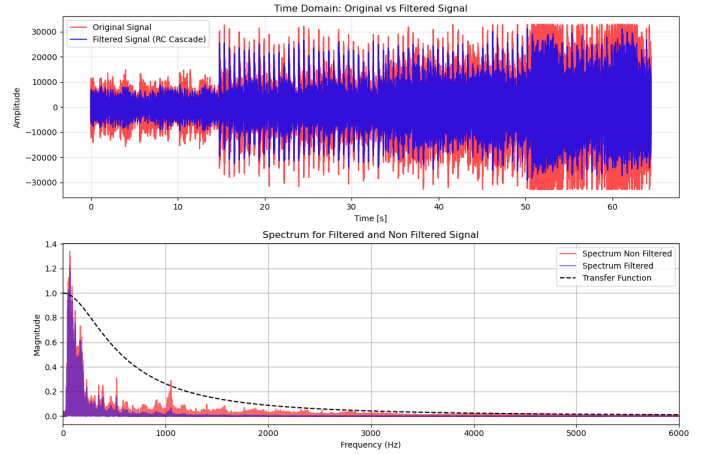 Time Domain: Original vs Filtered Signal
Original Signal
Filtered Signal (RC Cascade)
30000
20000
10000
0
−10000
−20000
−30000
Amplitude
0 10 20 30 40 50 60
Time [s]
Spectrum for Filtered and Non Filtered Signal
Spectrum Non Filtered
Spectrum Filtered
Transfer Function
1.4
1.2
1.0
0.8
0.6
0.4
0.2
0.0
Magnitude
0 1000 2000 3000 4000 5000 6000
Frequency (Hz)